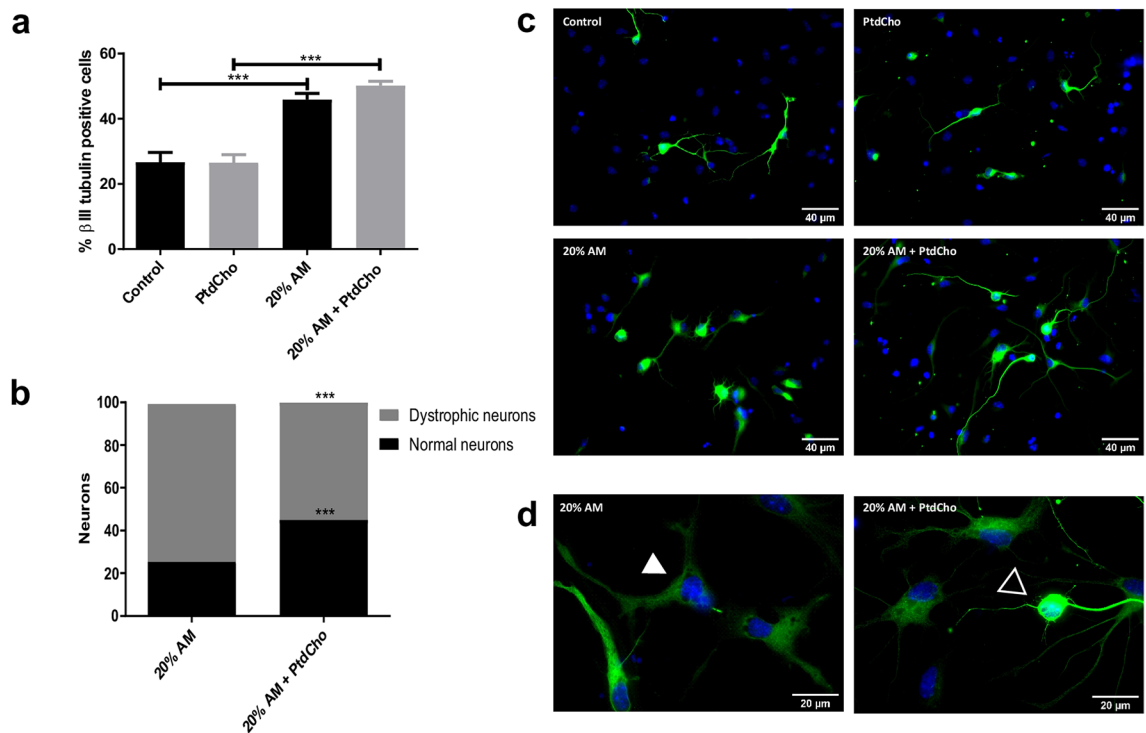 a
% β III tubulin positive cells
60
40
20
0
***
***
Control
PtdCho
20% AM
20% AM + PtdCho
b
Neurons
100
80
60
40
20
0
***
***
20% AM
20% AM + PtdCho
Dystrophic neurons
Normal neurons
c
Control
40 µm
PtdCho
40 µm
20% AM
40 µm
20% AM + PtdCho
40 µm
d
20% AM
20 µm
20% AM + PtdCho
20 µm